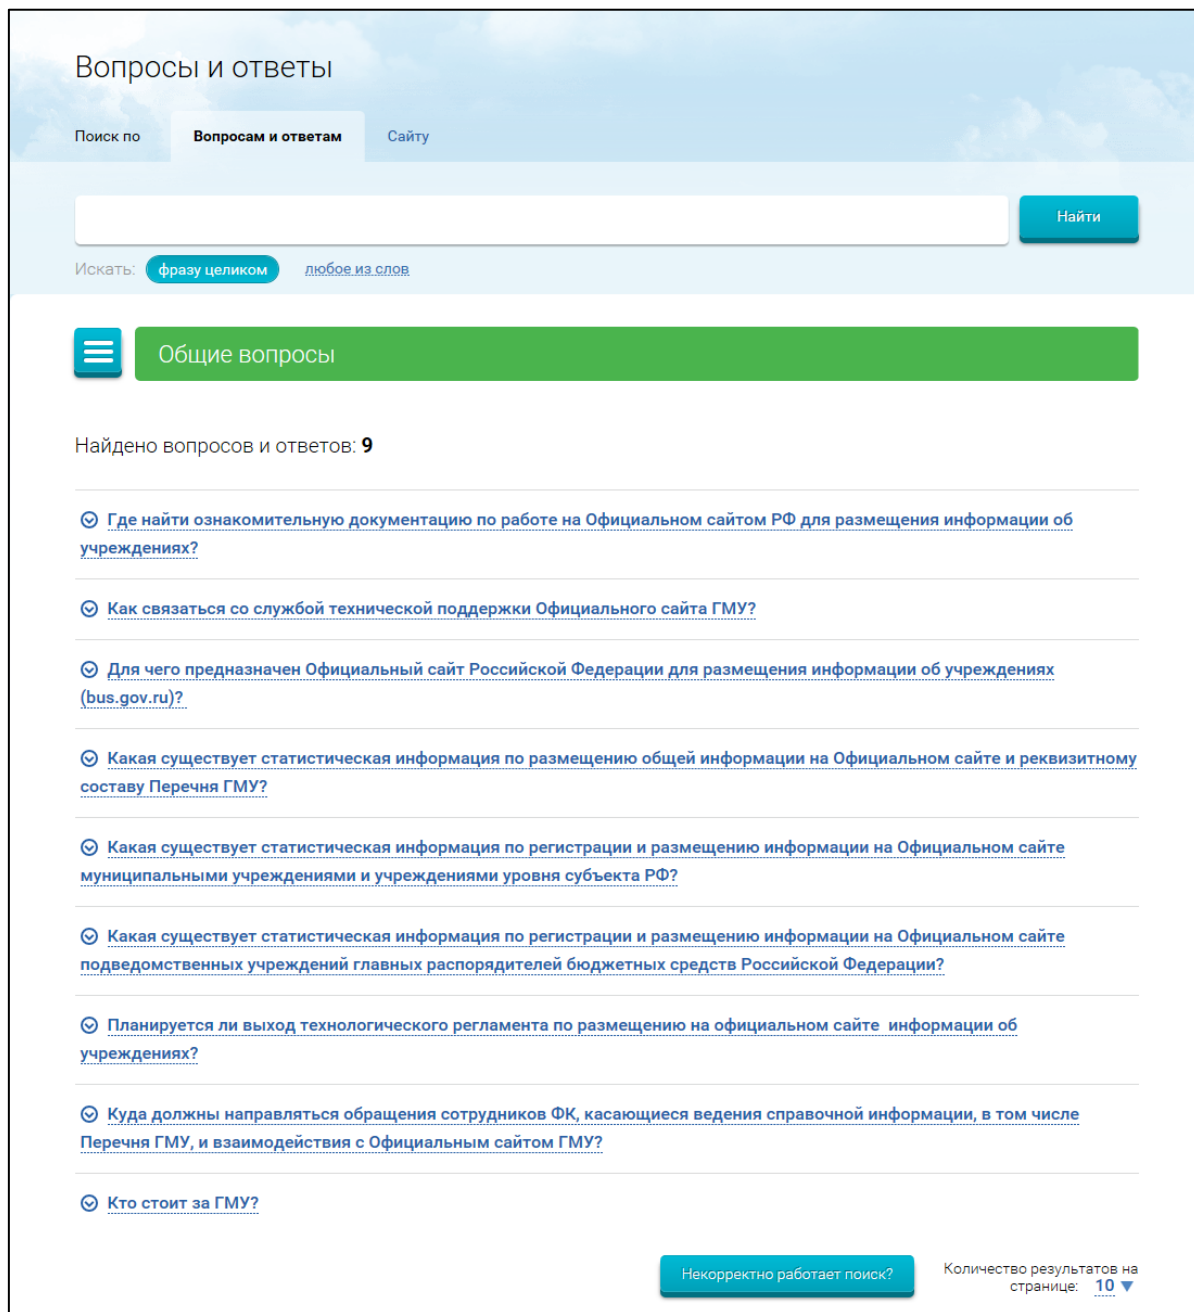 Вопросы и ответы
Поиск по Вопросам и ответам Сайту
Найти
Искать: фразу целиком любое из слов
Общие вопросы
Найдено вопросов и ответов: 9
Где найти ознакомительную документацию по работе на Официальном сайтом РФ для размещения информации об
учреждениях?
Как связаться со службой технической поддержки Официального сайта ГМУ?
Для чего предназначен Официальный сайт Российской Федерации для размещения информации об учреждениях
(bus.gov.ru)?
Какая существует статистическая информация по размещению общей информации на Официальном сайте и реквизитному
составу Перечня ГМУ?
Какая существует статистическая информация по регистрации и размещению информации на Официальном сайте
муниципальными учреждениями и учреждениями уровня субъекта РФ?
Какая существует статистическая информация по регистрации и размещению информации на Официальном сайте
подведомственных учреждений главных распорядителей бюджетных средств Российской Федерации?
Планируется ли выход технологического регламента по размещению на официальном сайте информации об
учреждениях?
Куда должны направляться обращения сотрудников ФК, касающиеся ведения справочной информации, в том числе
Перечня ГМУ, и взаимодействия с Официальным сайтом ГМУ?
Кто стоит за ГМУ?
Некорректно работает поиск?
Количество результатов на
странице: 10